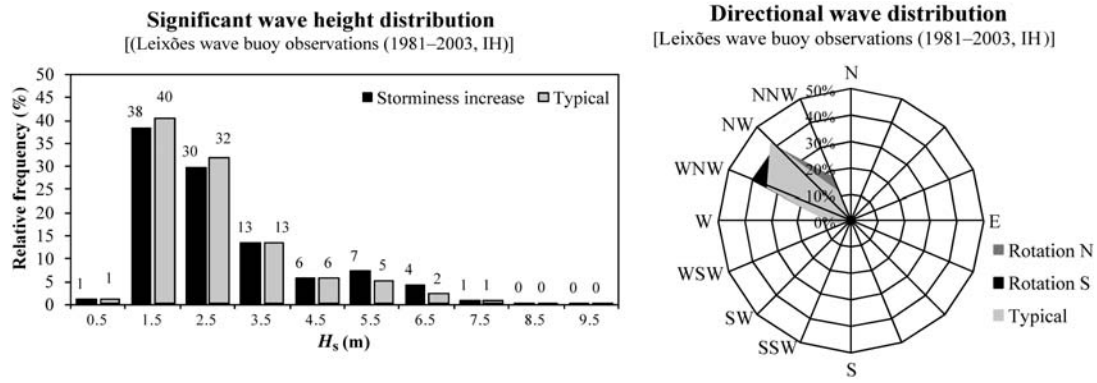 Significant wave height distribution
[(Leixões wave buoy observations (1981–2003, IH)]
Relative frequency (%)
50
45
40
35
30
25
20
15
10
5
0
Storminess increase
Typical
1 1
38 40
30 32
13 13
6 6
7 5
4 2
1 1
0 0
0 0
0.5 1.5 2.5 3.5 4.5 5.5 6.5 7.5 8.5 9.5
Hs (m)
Directional wave distribution
[Leixões wave buoy observations (1981–2003, IH)]
N
NNW
NW
WNW
W
WSW
SW
SSW
S
E
50%
40%
30%
20%
10%
0%
Rotation N
Rotation S
Typical